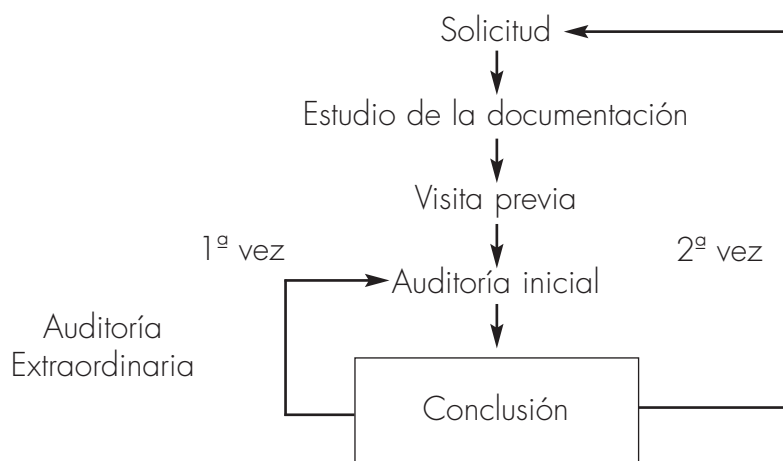 Solicitud
Estudio de la documentación
Visita previa
1ª vez
2ª vez
Auditoría inicial
Auditoría
Extraordinaria
Conclusión